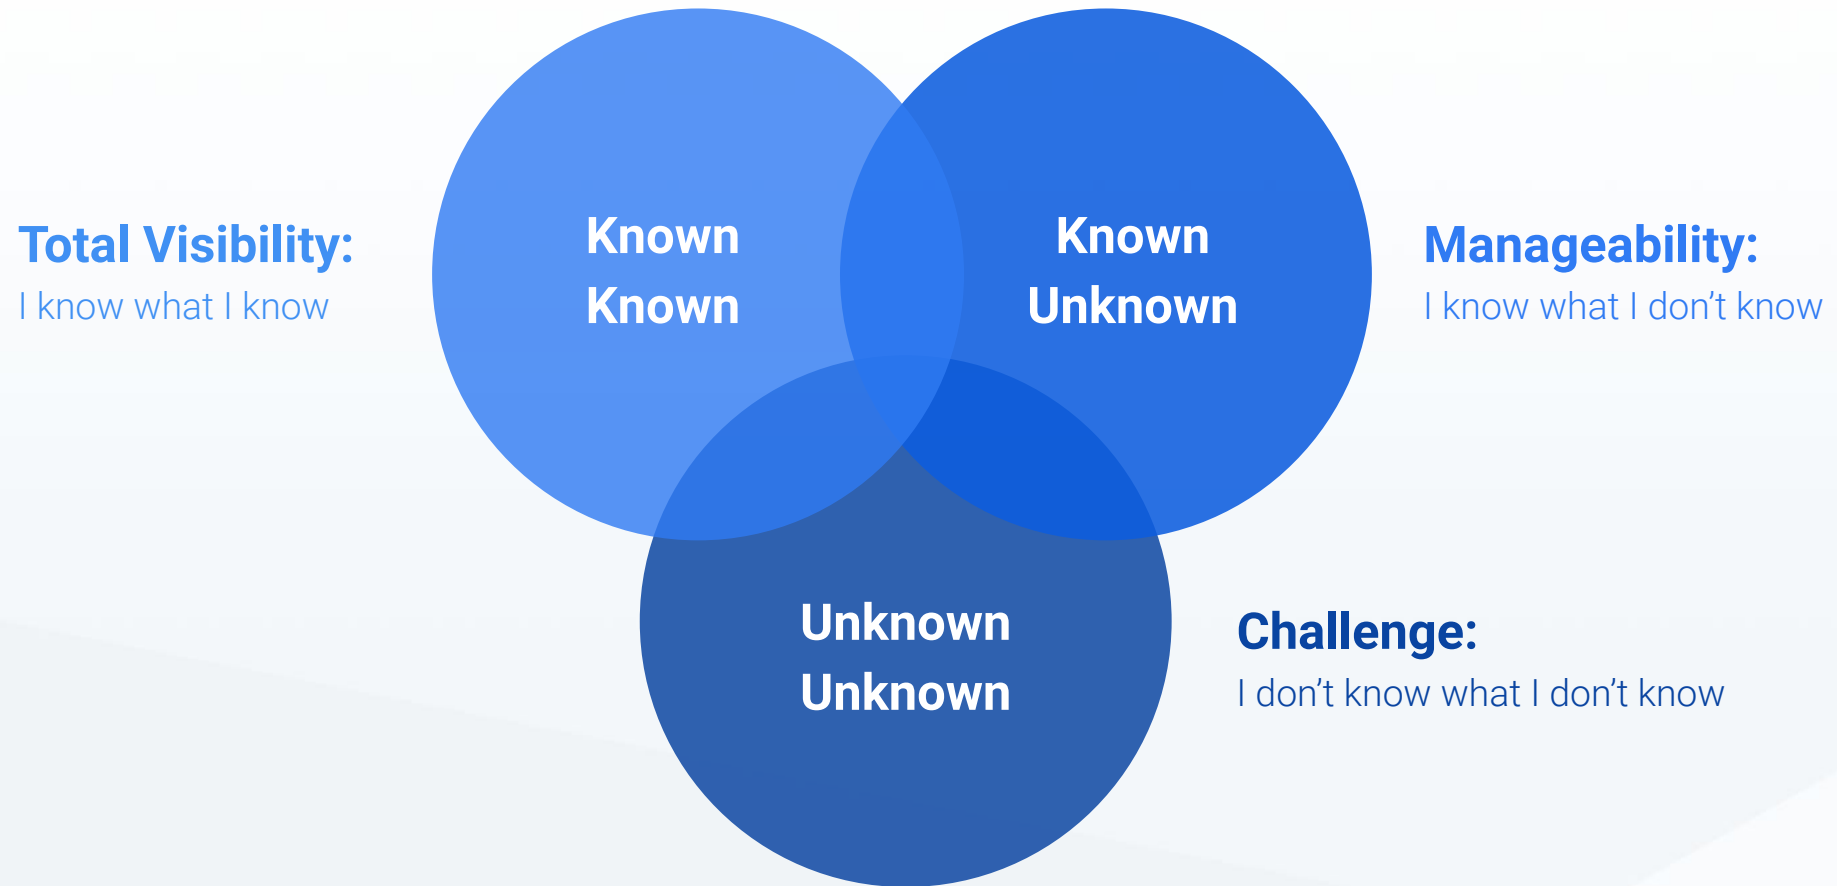 Total Visibility:
I know what I know
Known
Known
Known
Unknown
Manageability:
I know what I don’t know
Unknown
Unknown
Challenge:
I don’t know what I don’t know